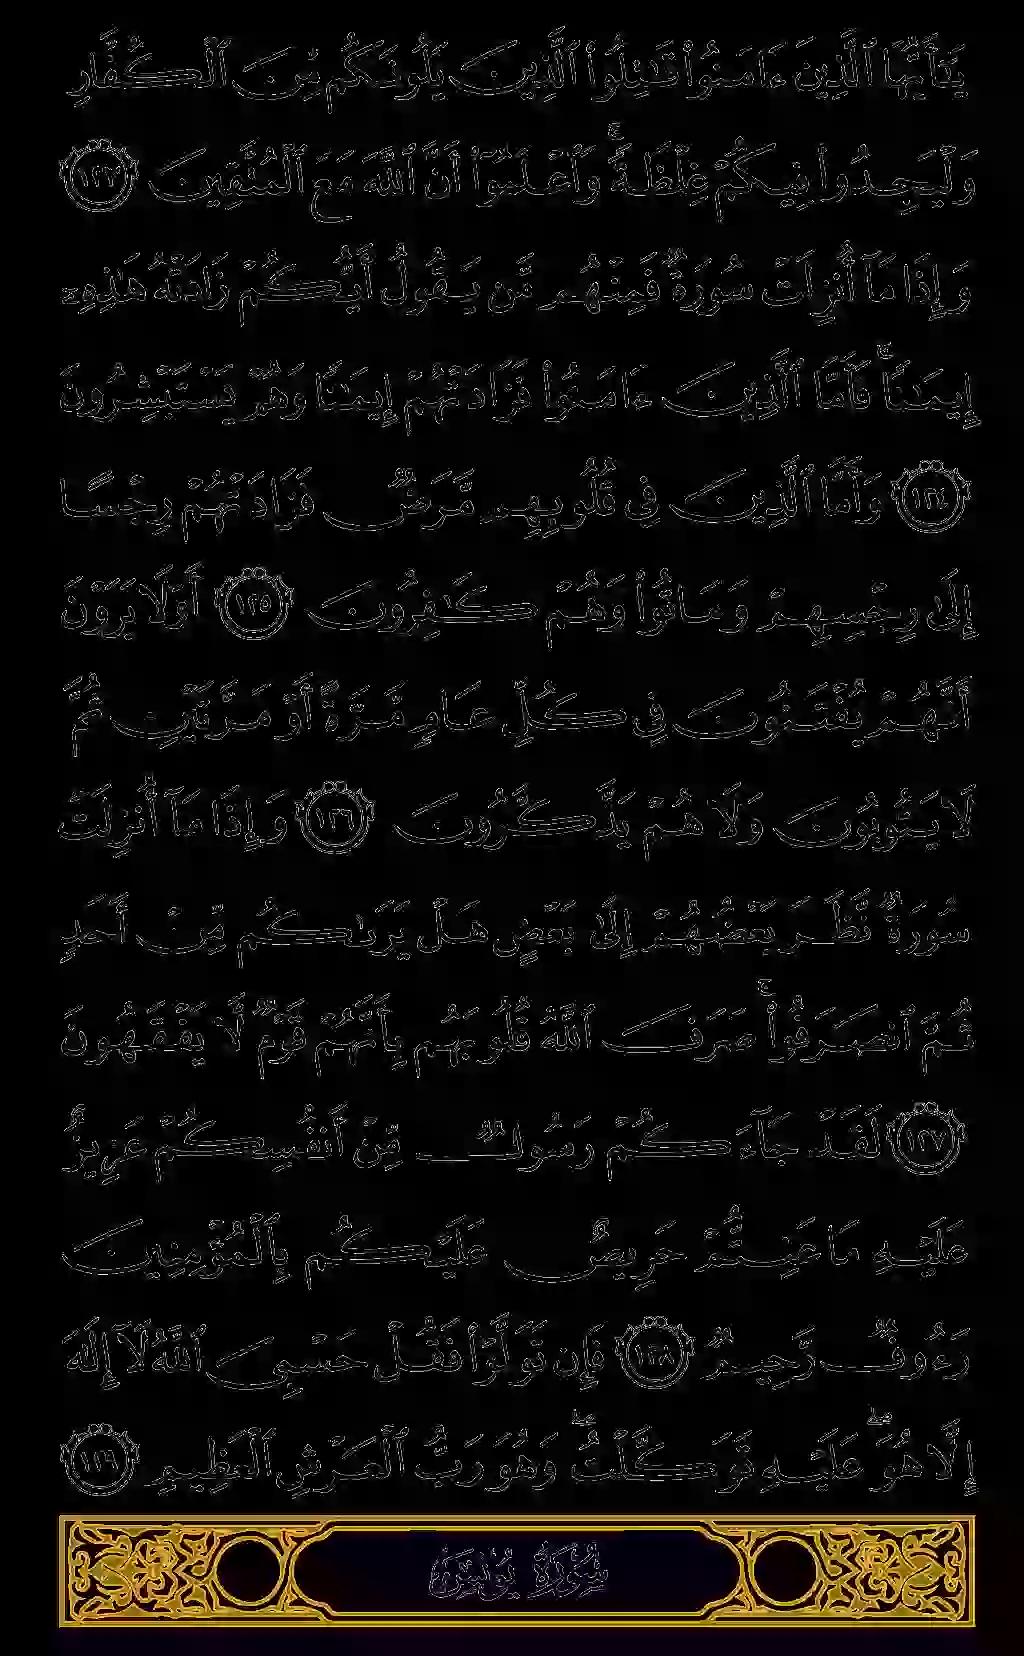 يَٰٓأَيُّهَا ٱلَّذِينَ ءَامَنُوا۟ قَٰتِلُوا۟ ٱلَّذِينَ يَلُونَكُم مِّنَ ٱلْكُفَّارِ
وَلْيَجِدُوا۟ فِيكُمْ غِلْظَةً ۚ وَٱعْلَمُوٓا۟ أَنَّ ٱللَّهَ مَعَ ٱلْمُتَّقِينَ ١٢٣
وَإِذَا مَآ أُنزِلَتْ سُورَةٌ فَمِنْهُم مَّن يَقُولُ أَيُّكُمْ زَادَتْهُ هَٰذِهِۦٓ
إِيمَٰنًا ۚ فَأَمَّا ٱلَّذِينَ ءَامَنُوا۟ فَزَادَتْهُمْ إِيمَٰنًا وَهُمْ يَسْتَبْشِرُونَ
١٢٤ وَأَمَّا ٱلَّذِينَ فِى قُلُوبِهِم مَّرَضٌ فَزَادَتْهُمْ رِجْسًا
إِلَىٰ رِجْسِهِمْ وَمَاتُوا۟ وَهُمْ كَٰفِرُونَ ١٢٥ أَوَلَا يَرَوْنَ
أَنَّهُمْ يُفْتَنُونَ فِى كُلِّ عَامٍ مَّرَّةً أَوْ مَرَّتَيْنِ ثُمَّ
لَا يَتُوبُونَ وَلَا هُمْ يَذَّكَّرُونَ ١٢٦ وَإِذَا مَآ أُنزِلَتْ
سُورَةٌ نَّظَرَ بَعْضُهُمْ إِلَىٰ بَعْضٍ هَلْ يَرَىٰكُم مِّنْ أَحَدٍ
ثُمَّ ٱنصَرَفُوا۟ ۚ صَرَفَ ٱللَّهُ قُلُوبَهُم بِأَنَّهُمْ قَوْمٌ لَّا يَفْقَهُونَ
١٢٧ لَقَدْ جَآءَكُمْ رَسُولٌ مِّنْ أَنفُسِكُمْ عَزِيزٌ
عَلَيْهِ مَا عَنِتُّمْ حَرِيصٌ عَلَيْكُم بِٱلْمُؤْمِنِينَ
رَءُوفٌ رَّحِيمٌ ١٢٨ فَإِن تَوَلَّوْا۟ فَقُلْ حَسْبِىَ ٱللَّهُ لَآ إِلَٰهَ
إِلَّا هُوَ ۖ عَلَيْهِ تَوَكَّلْتُ ۖ وَهُوَ رَبُّ ٱلْعَرْشِ ٱلْعَظِيمِ ١٢٩
سُورَةُ يُونُسَ